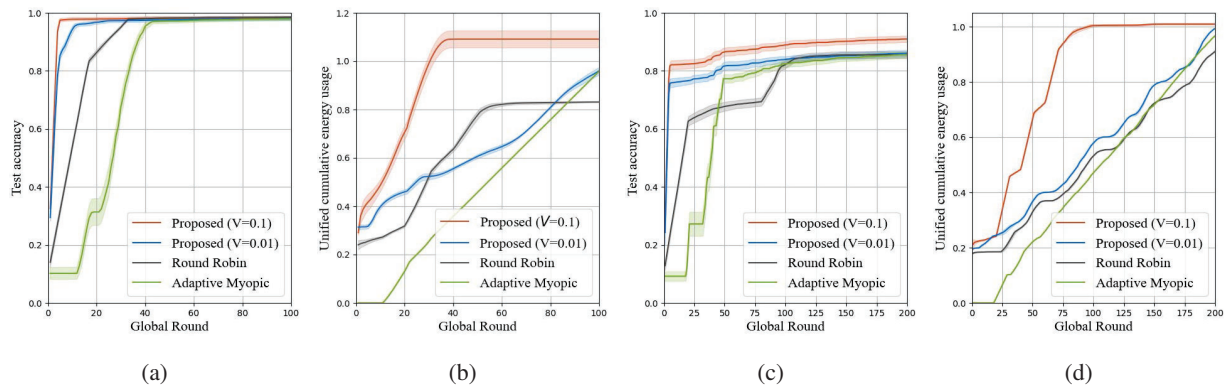 Test accuracy
1.0
0.8
0.6
0.4
0.2
0.0
0 20 40 60 80 100
Global Round
Proposed (V=0.1)
Proposed (V=0.01)
Round Robin
Adaptive Myopic
(a)
Unified cumulative energy usage
1.2
1.0
0.8
0.6
0.4
0.2
0.0
0 20 40 60 80 100
Global Round
Proposed (V=0.1)
Proposed (V=0.01)
Round Robin
Adaptive Myopic
(b)
Test accuracy
1.0
0.8
0.6
0.4
0.2
0.0
0 25 50 75 100 125 150 175 200
Global Round
Proposed (V=0.1)
Proposed (V=0.01)
Round Robin
Adaptive Myopic
(c)
Unified cumulative energy usage
1.0
0.8
0.6
0.4
0.2
0.0
0 25 50 75 100 125 150 175 200
Global Round
Proposed (V=0.1)
Proposed (V=0.01)
Round Robin
Adaptive Myopic
(d)